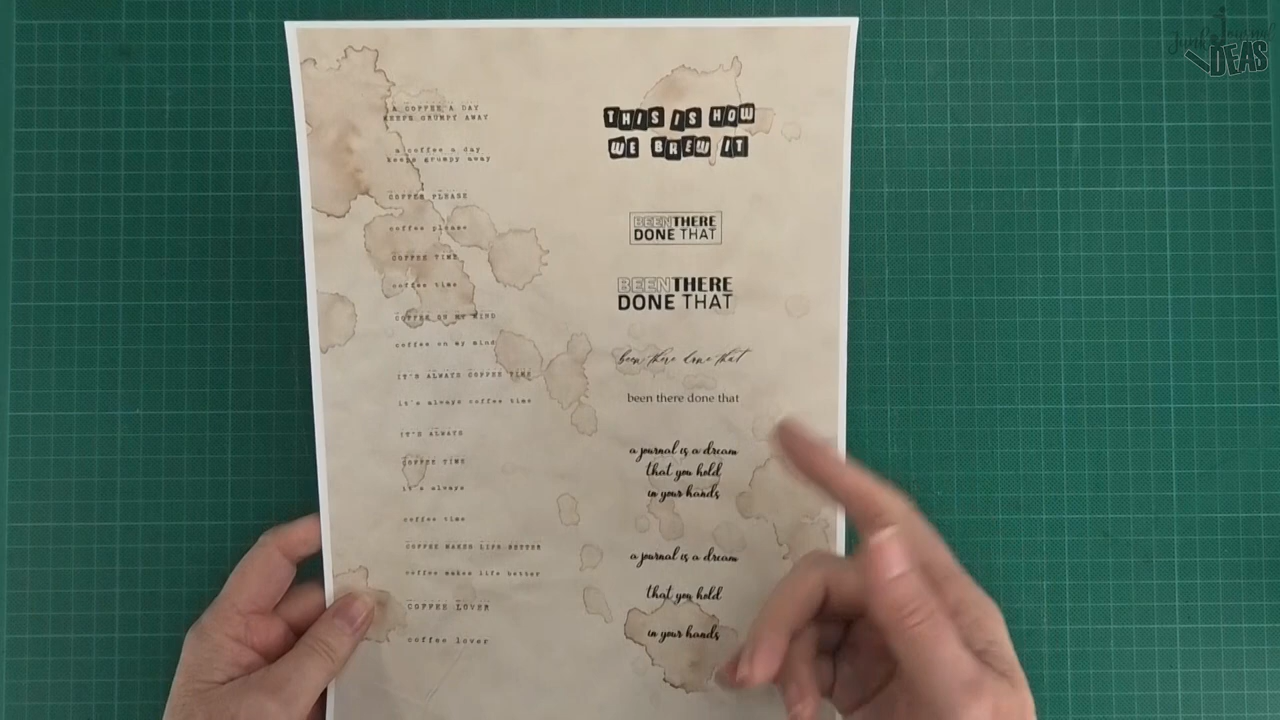 A COFFEE A DAY
KEEPS GRUMPY AWAY
a coffee a day
keeps grumpy away
COFFEE PLEASE
coffee please
COFFEE TIME
coffee time
COFFEE ON MY MIND
coffee on my mind
IT'S ALWAYS COFFEE TIME
it's always coffee time
IT'S ALWAYS
COFFEE TIME
it's always
coffee time
COFFEE MAKES LIFE BETTER
coffee makes life better
COFFEE LOVER
coffee lover
THIS IS HOW
WE BREW IT
BEENTHERE
DONE THAT
BEENTHERE
DONE THAT
been there done that
been there done that
a journal is a dream
that you hold
in your hands
a journal is a dream
that you hold
in your hands
Junk Journal
IDEAS